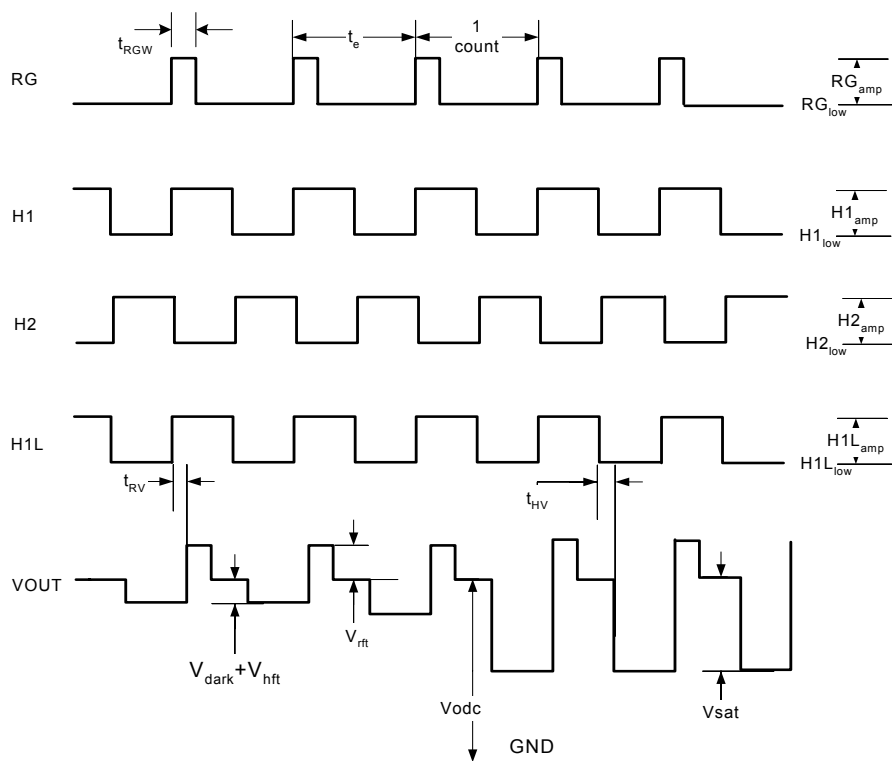 t_RGW
t_e
1
count
RG
RG_amp
RG_low
H1
H1_amp
H1_low
H2
H2_amp
H2_low
H1L
H1L_amp
H1L_low
t_RV
t_HV
VOUT
V_rft
V_dark+V_hft
Vodc
Vsat
GND